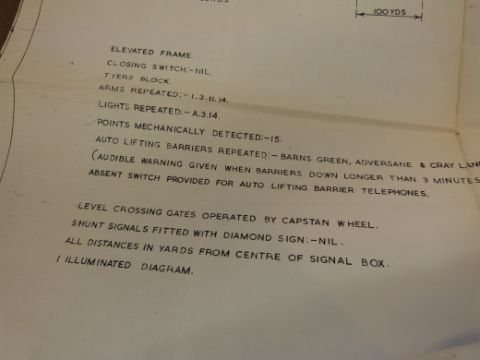 100YDS
ELEVATED FRAME.
CLOSING SWITCH:-NIL.
TYERS BLOCK.
ARMS REPEATED:- 1.3.11.14.
LIGHTS REPEATED:- A.3.14
POINTS MECHANICALLY DETECTED:-15.
AUTO LIFTING BARRIERS REPEATED:- BARNS GREEN, ADVERSANE & CRAY LAN
(AUDIBLE WARNING GIVEN WHEN BARRIERS DOWN LONGER THAN 3 MINUTES
ABSENT SWITCH PROVIDED FOR AUTO LIFTING BARRIER TELEPHONES.
LEVEL CROSSING GATES OPERATED BY CAPSTAN WHEEL.
SHUNT SIGNALS FITTED WITH DIAMOND SIGN:-NIL.
ALL DISTANCES IN YARDS FROM CENTRE OF SIGNAL BOX.
1 ILLUMINATED DIAGRAM.